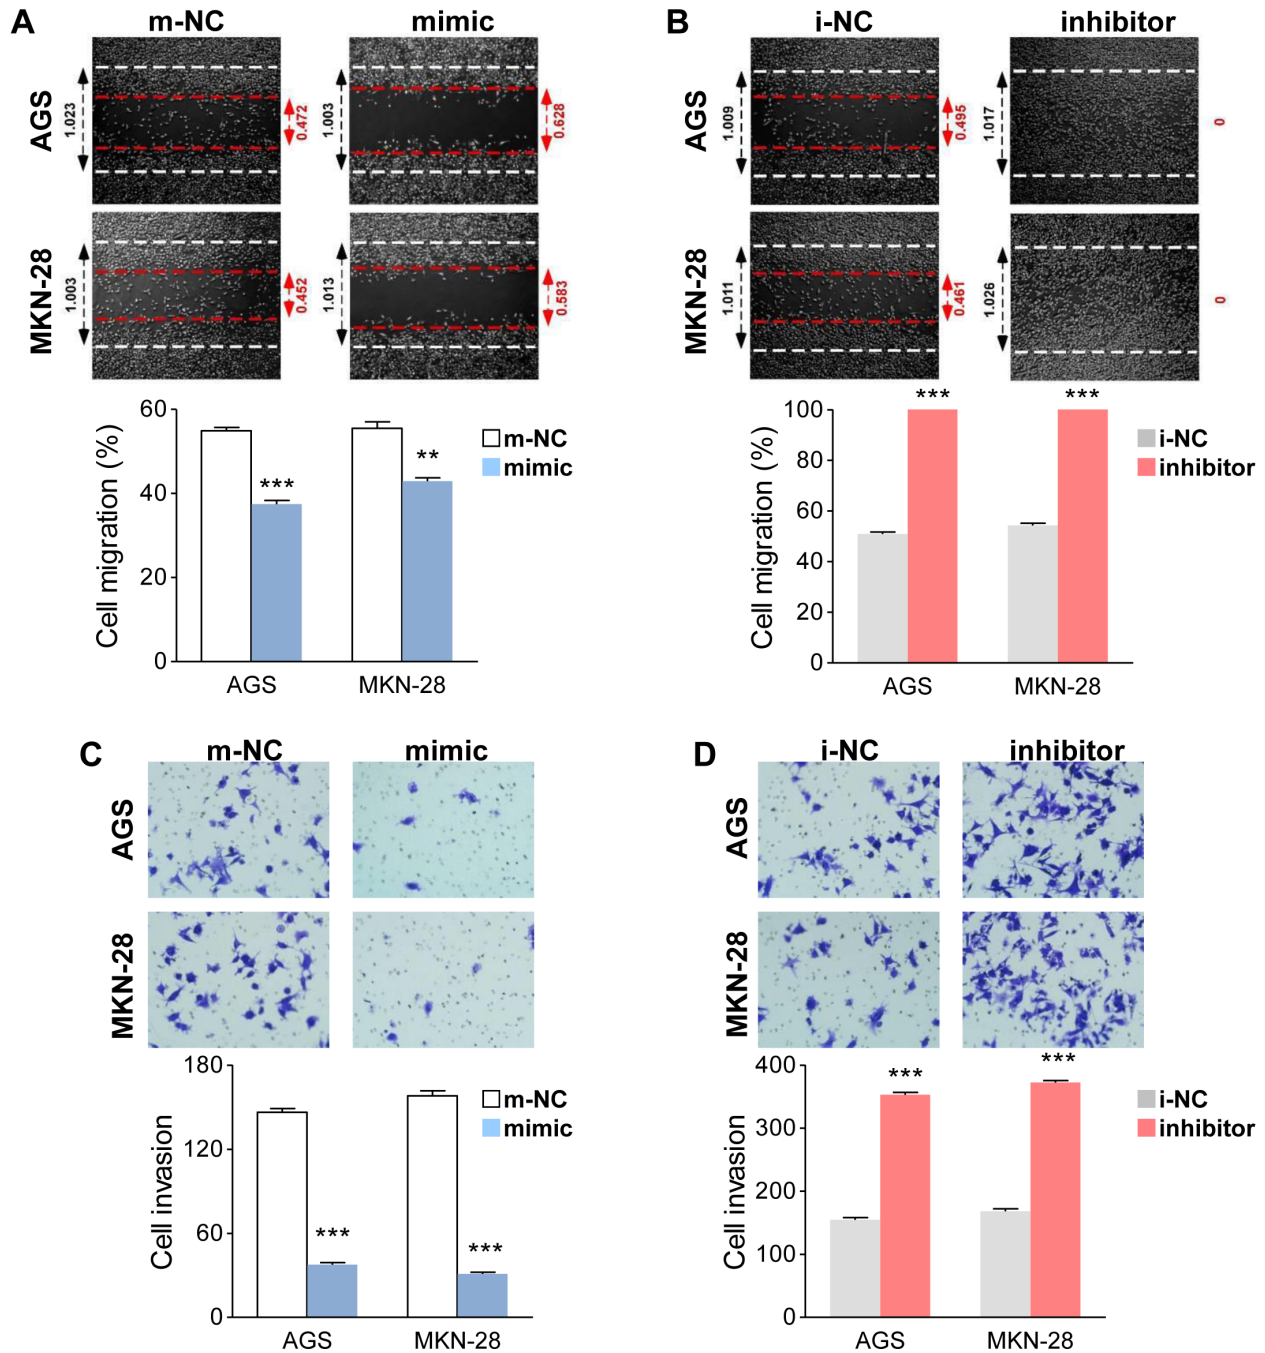 A
m-NC mimic
AGS
1.023
0.472
1.003
0.628
MKN-28
1.003
0.452
1.013
0.583
60
40
20
0
Cell migration (%)
***
**
m-NC
mimic
AGS MKN-28
B
i-NC inhibitor
AGS
1.009
0.495
1.017
0
MKN-28
1.011
0.461
1.026
0
100
80
60
40
20
0
Cell migration (%)
*** ***
i-NC
inhibitor
AGS MKN-28
C
m-NC mimic
AGS
MKN-28
180
120
60
0
Cell invasion
***
***
m-NC
mimic
AGS MKN-28
D
i-NC inhibitor
AGS
MKN-28
400
300
200
100
0
Cell invasion
***
***
i-NC
inhibitor
AGS MKN-28